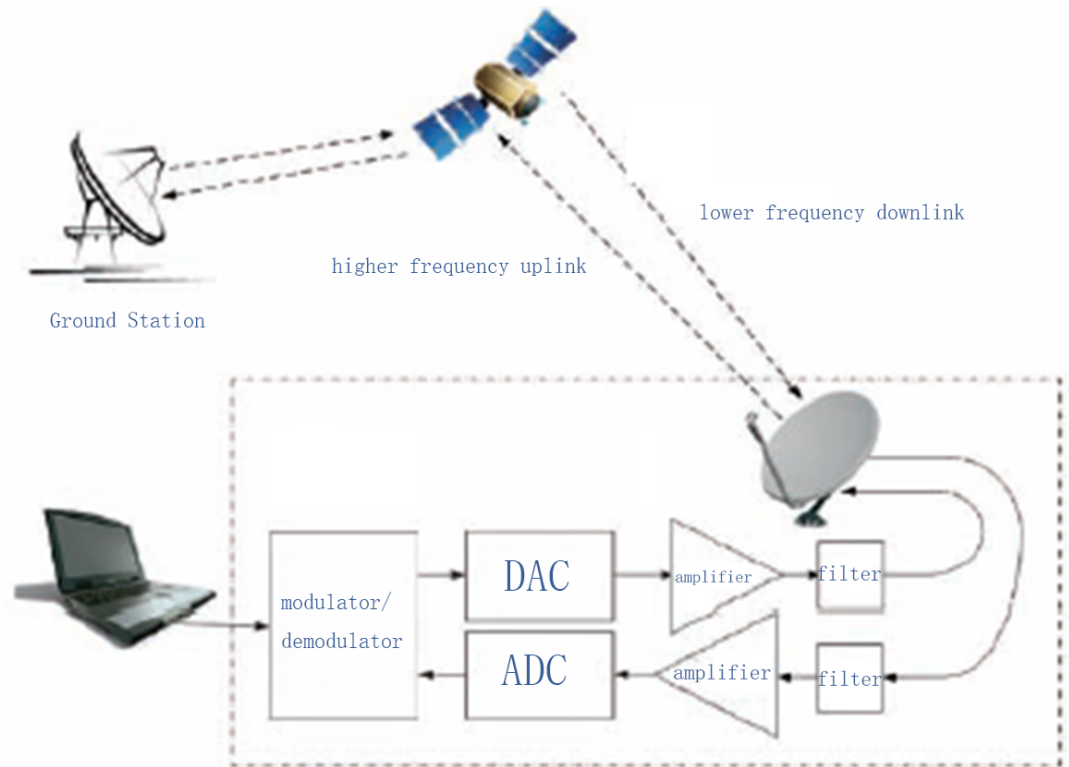 lower frequency downlink
higher frequency uplink
Ground Station
modulator/
demodulator
DAC
amplifier
filter
ADC
amplifier
filter